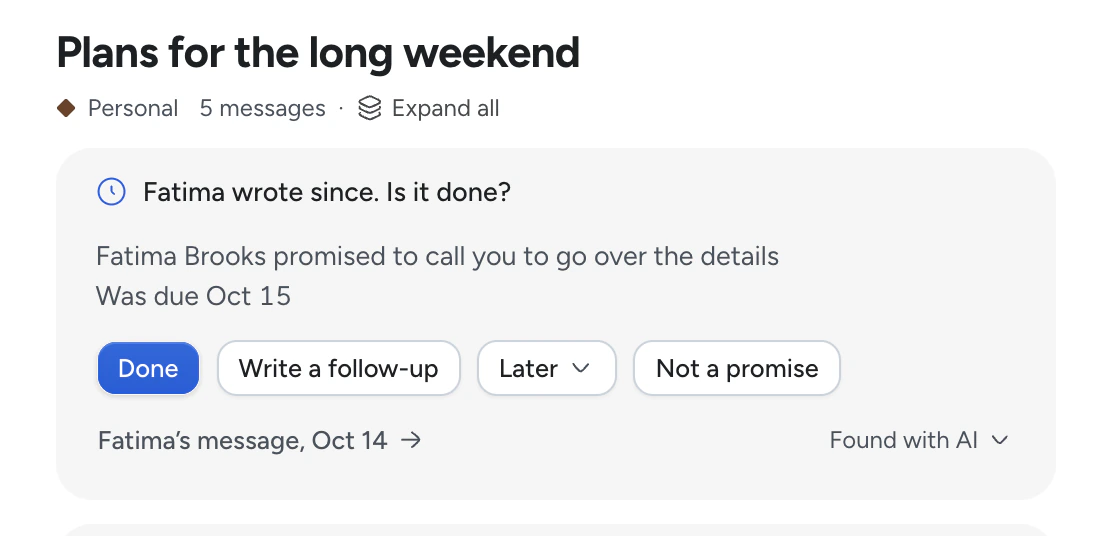 Plans for the long weekend
Personal 5 messages · Expand all
Fatima wrote since. Is it done?
Fatima Brooks promised to call you to go over the details
Was due Oct 15
Done Write a follow-up Later Not a promise
Fatima’s message, Oct 14 → Found with AI